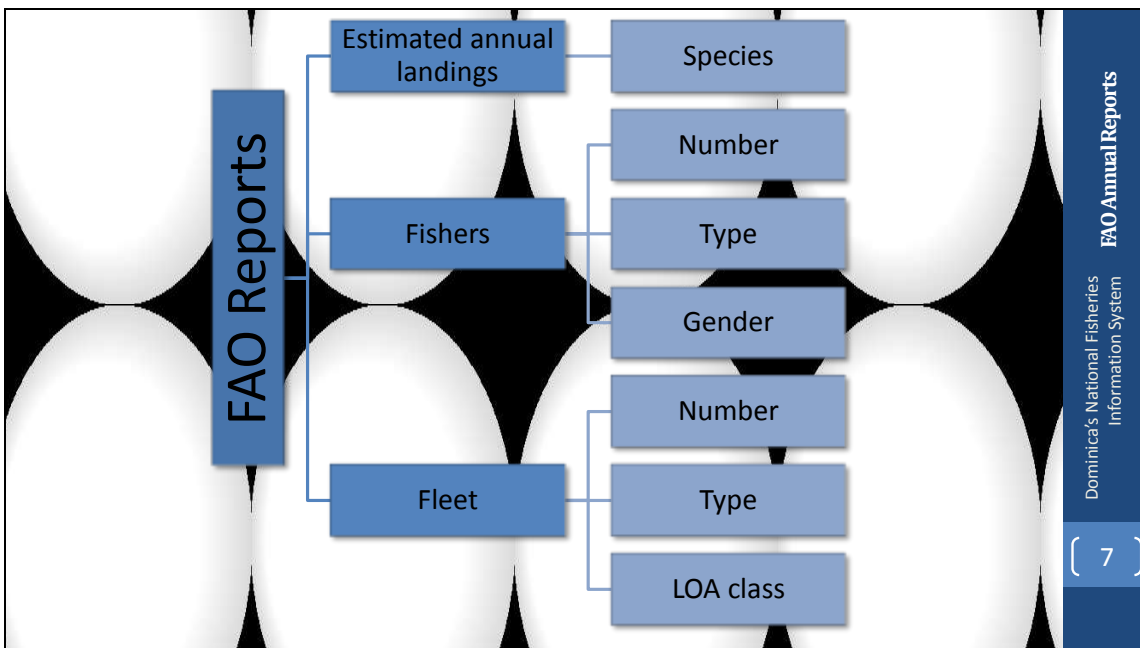 FAO Reports
Estimated annual
landings
Species
Fishers
Number
Type
Gender
Fleet
Number
Type
LOA class
FAO Annual Reports
Dominica's National Fisheries
Information System
7